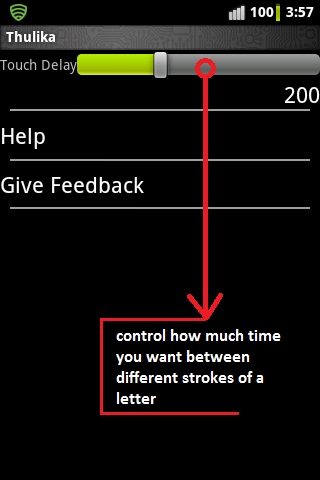 100 3:57
Thulika
Touch Delay
200
Help
Give Feedback
control how much time
you want between
different strokes of a
letter